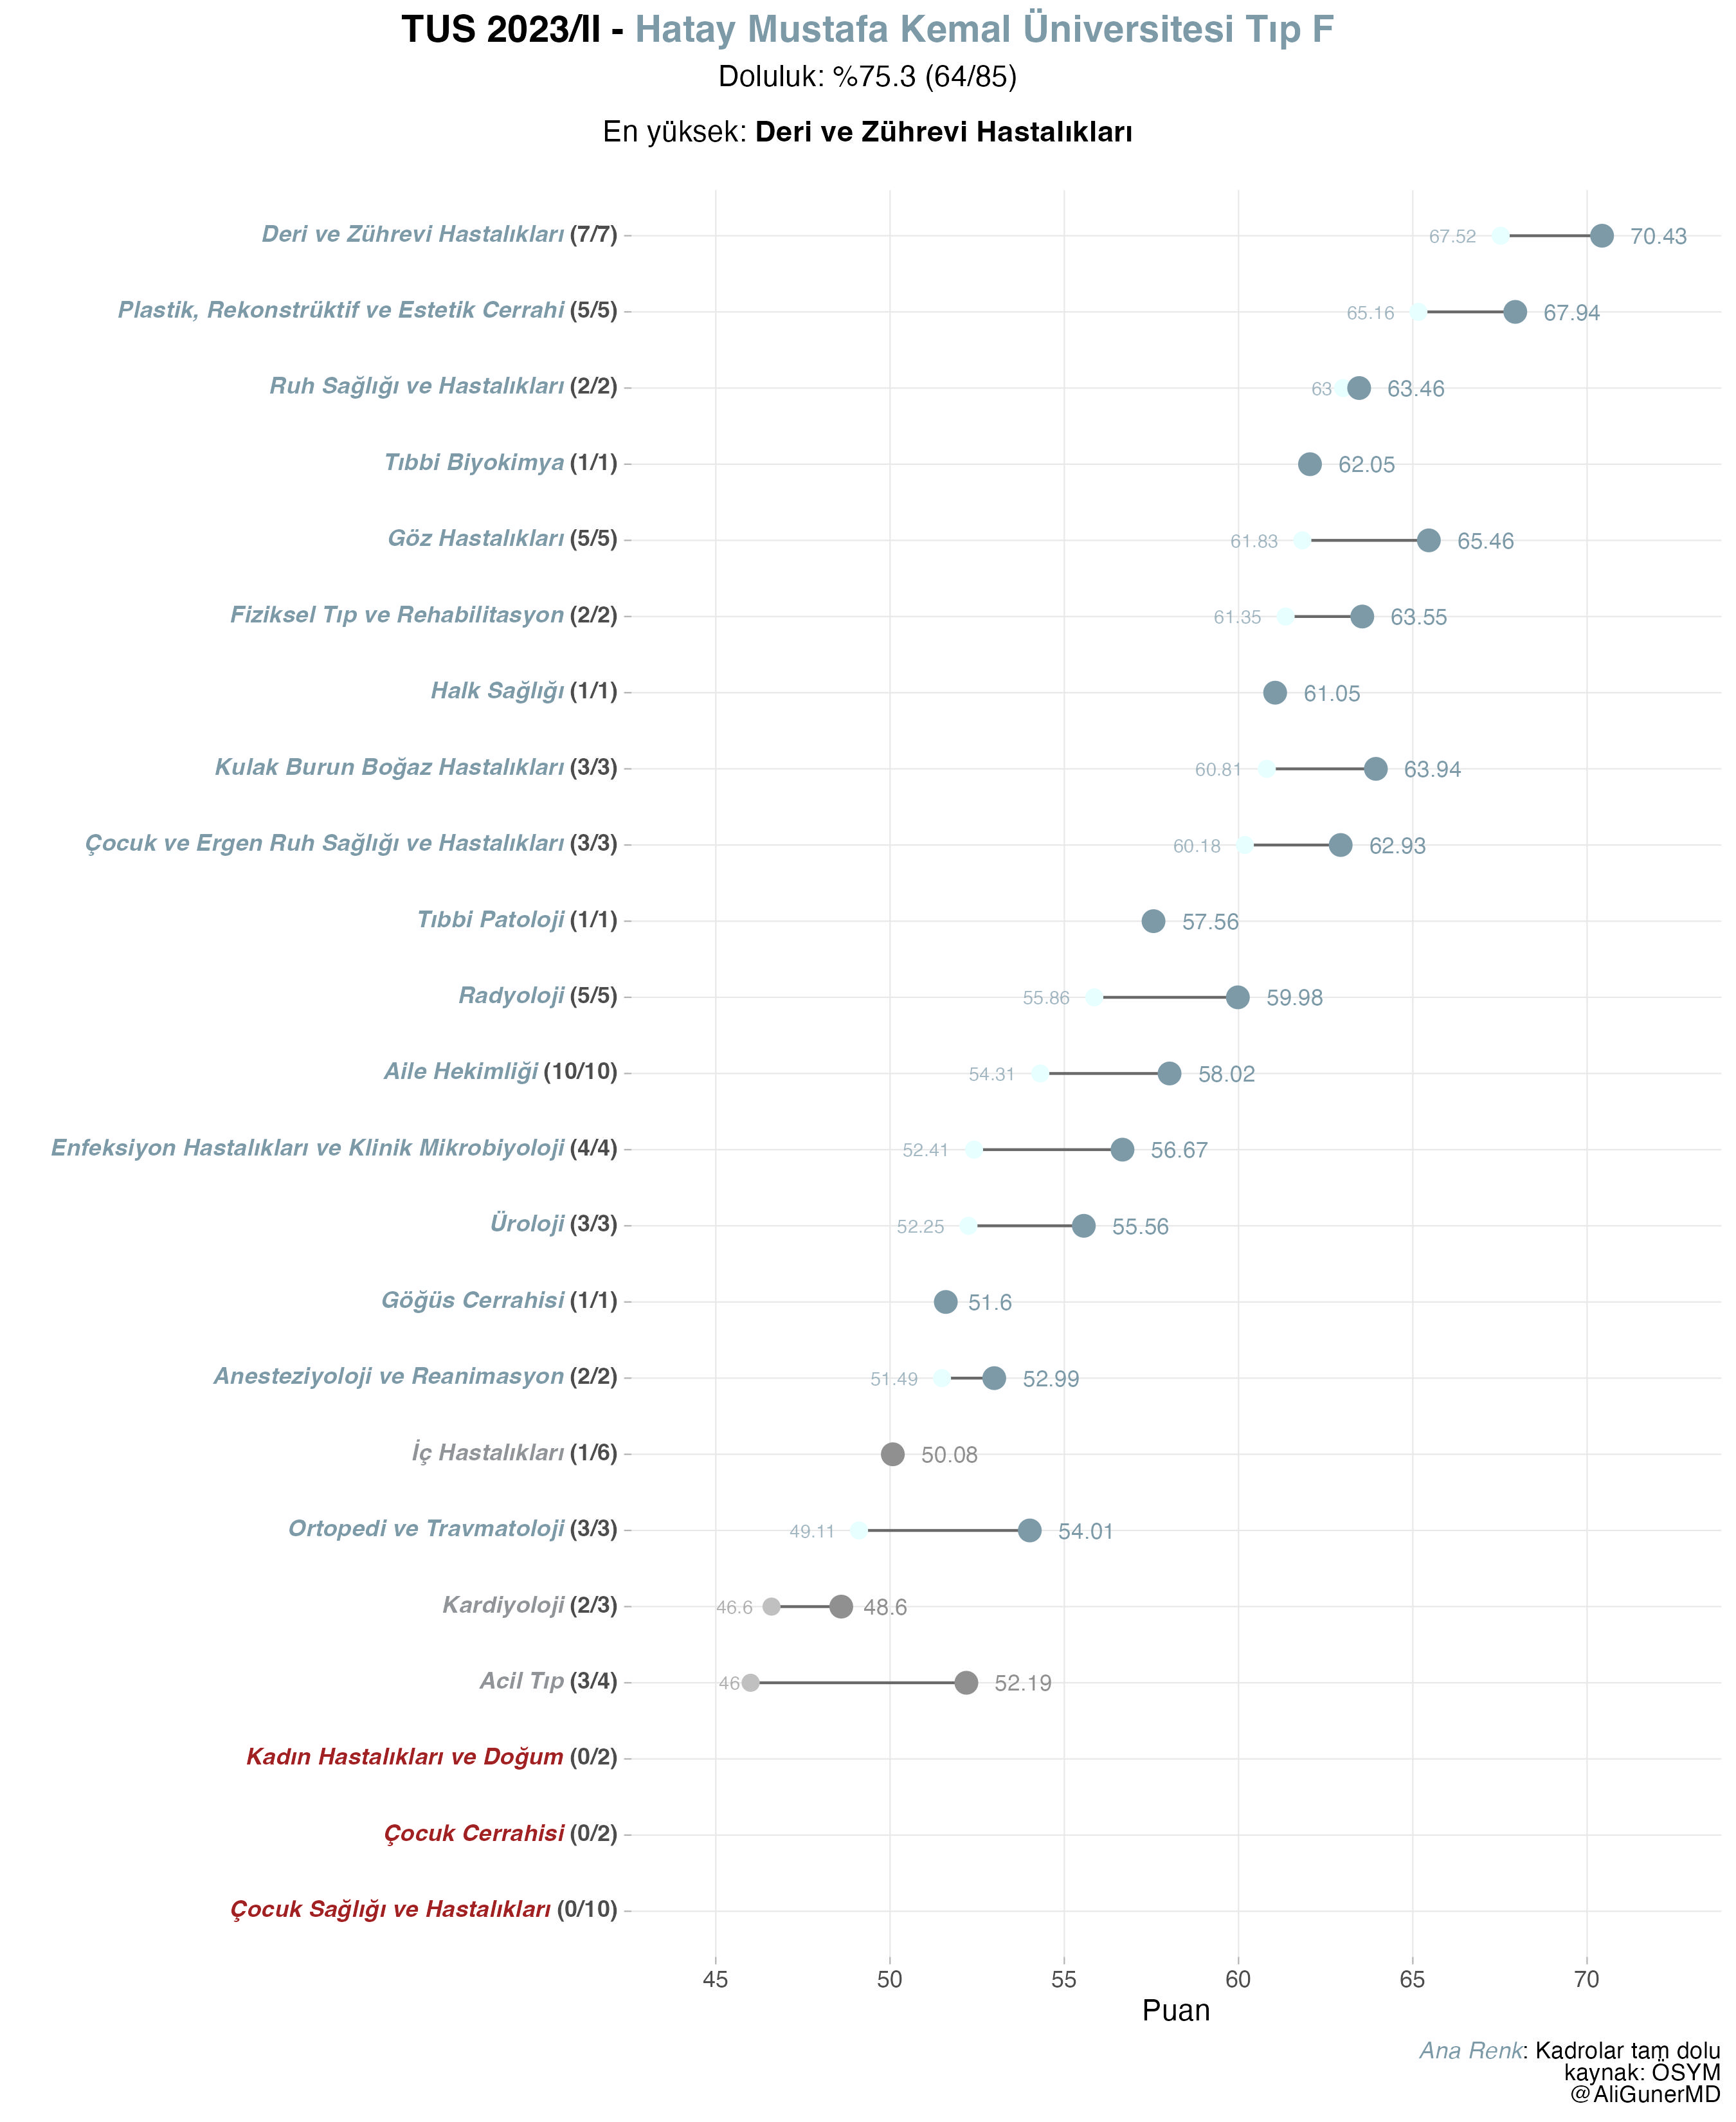 TUS 2023/II - Hatay Mustafa Kemal Üniversitesi Tıp F
Doluluk: %75.3 (64/85)
En yüksek: Deri ve Zührevi Hastalıkları
Deri ve Zührevi Hastalıkları (7/7) 67.52 70.43
Plastik, Rekonstrüktif ve Estetik Cerrahi (5/5) 65.16 67.94
Ruh Sağlığı ve Hastalıkları (2/2) 63 63.46
Tıbbi Biyokimya (1/1) 62.05
Göz Hastalıkları (5/5) 61.83 65.46
Fiziksel Tıp ve Rehabilitasyon (2/2) 61.35 63.55
Halk Sağlığı (1/1) 61.05
Kulak Burun Boğaz Hastalıkları (3/3) 60.81 63.94
Çocuk ve Ergen Ruh Sağlığı ve Hastalıkları (3/3) 60.18 62.93
Tıbbi Patoloji (1/1) 57.56
Radyoloji (5/5) 55.86 59.98
Aile Hekimliği (10/10) 54.31 58.02
Enfeksiyon Hastalıkları ve Klinik Mikrobiyoloji (4/4) 52.41 56.67
Üroloji (3/3) 52.25 55.56
Göğüs Cerrahisi (1/1) 51.6
Anesteziyoloji ve Reanimasyon (2/2) 51.49 52.99
İç Hastalıkları (1/6) 50.08
Ortopedi ve Travmatoloji (3/3) 49.11 54.01
Kardiyoloji (2/3) 46.6 48.6
Acil Tıp (3/4) 46 52.19
Kadın Hastalıkları ve Doğum (0/2)
Çocuk Cerrahisi (0/2)
Çocuk Sağlığı ve Hastalıkları (0/10)
45 50 55 60 65 70
Puan
Ana Renk: Kadrolar tam dolu
kaynak: ÖSYM
@AliGunerMD